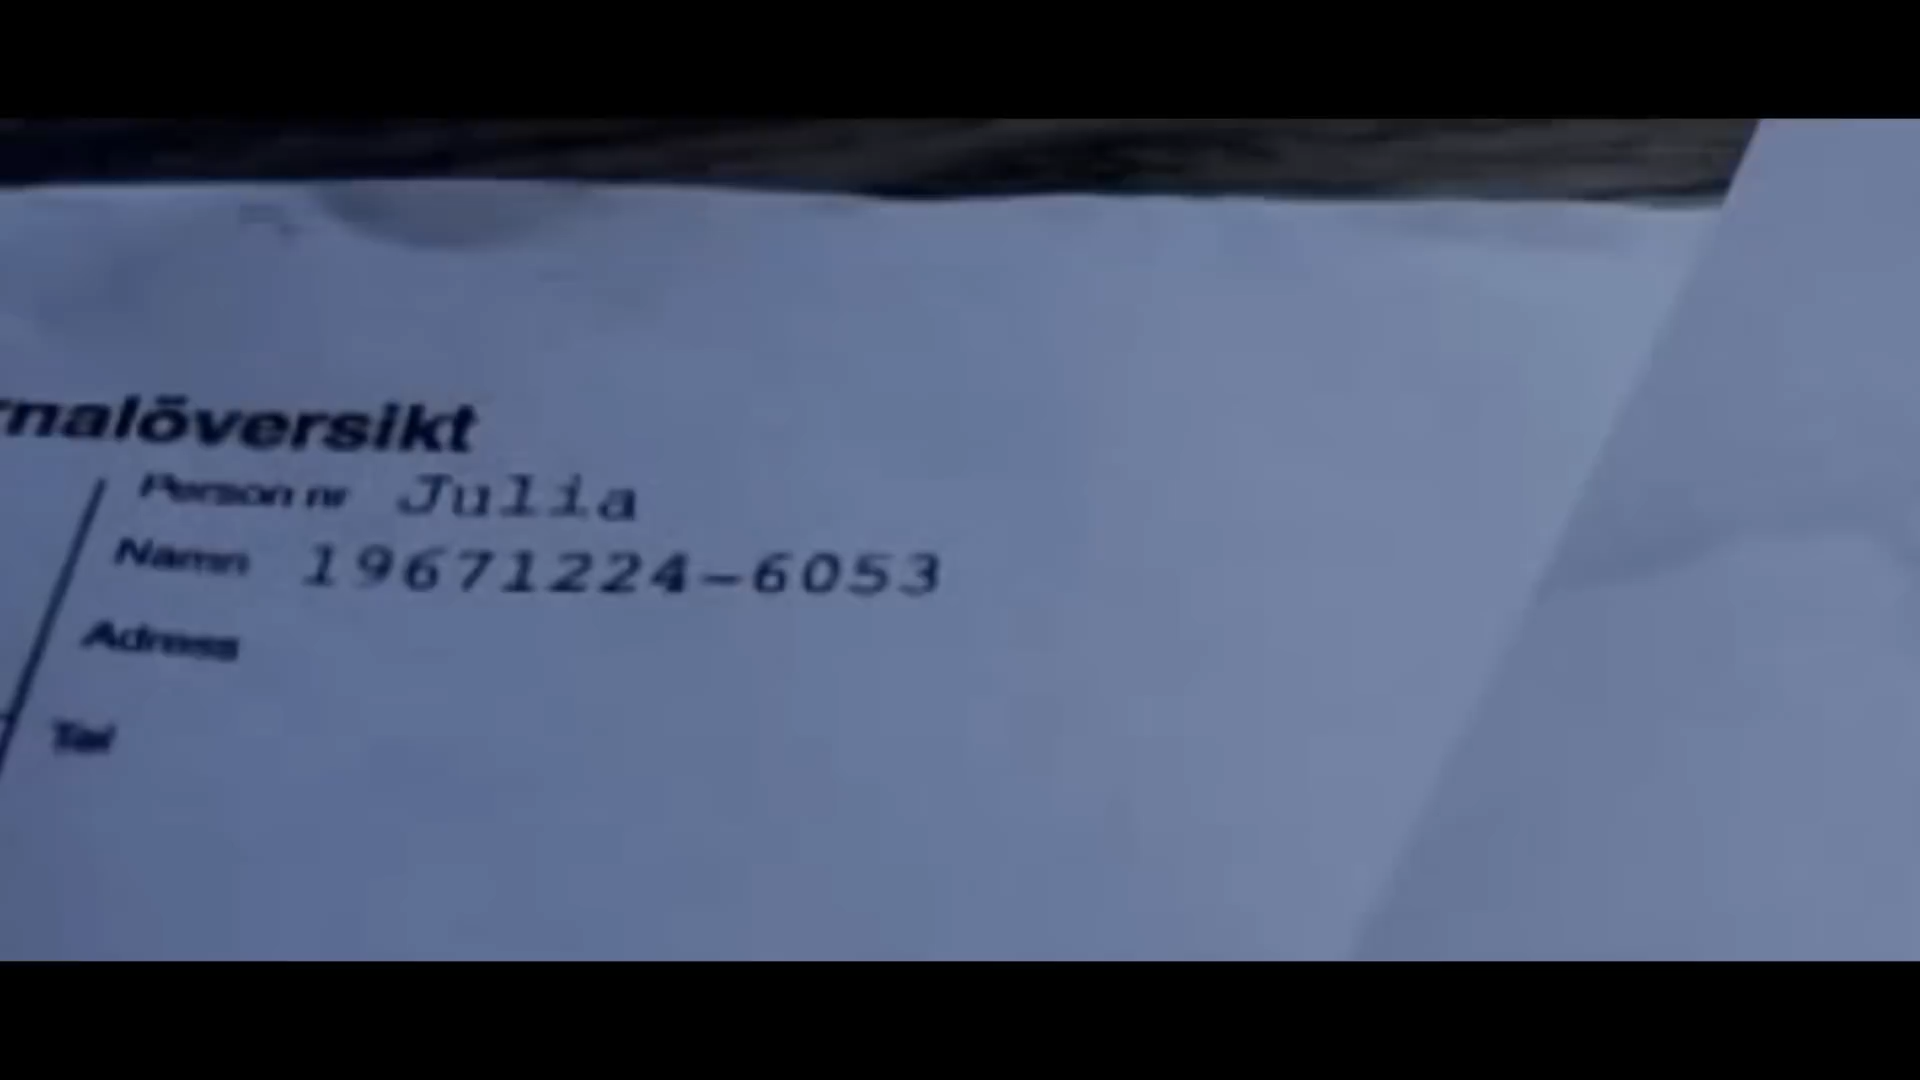 rnalöversikt
Person nr Julia
Namn 19671224-6053
Adress
Tel